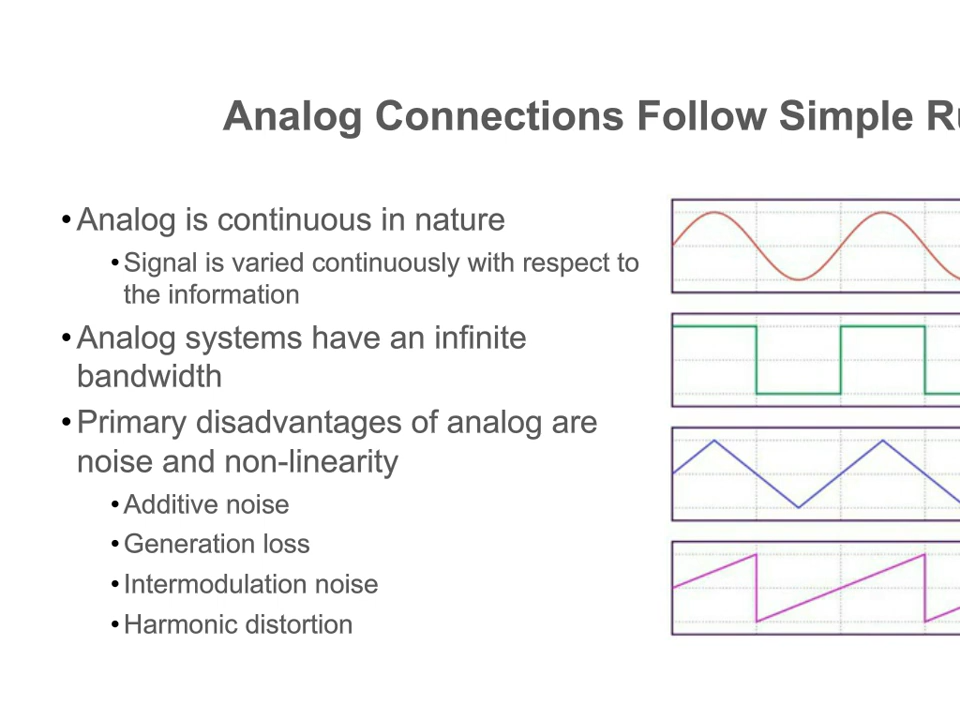 Analog Connections Follow Simple
• Analog is continuous in nature
• Signal is varied continuously with respect to
the information
• Analog systems have an infinite
bandwidth
• Primary disadvantages of analog are
noise and non-linearity
• Additive noise
• Generation loss
• Intermodulation noise
• Harmonic distortion